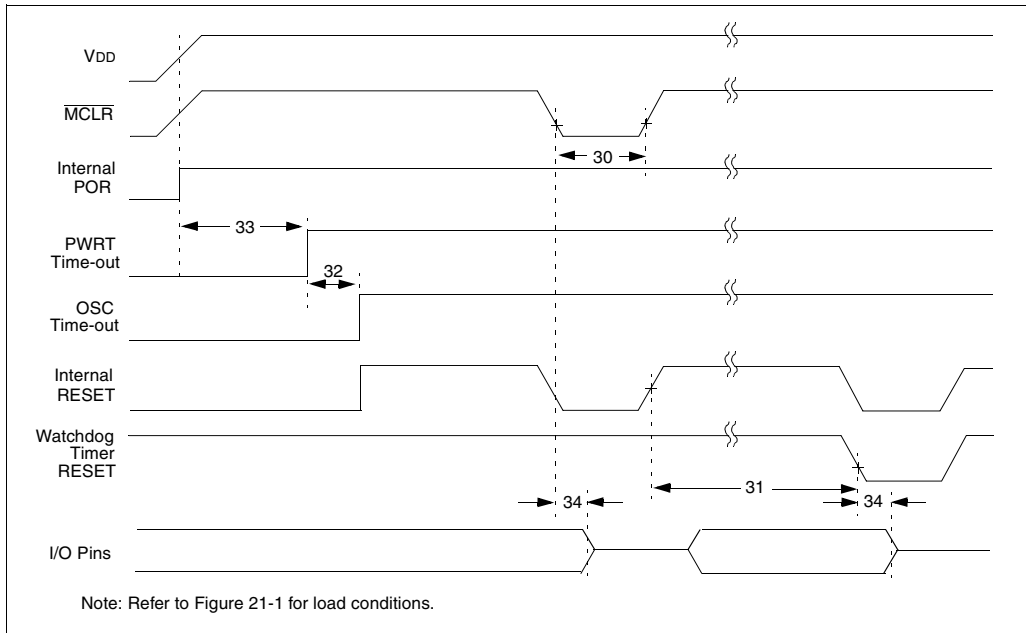 VDD
MCLR
30
Internal
POR
33
PWRT
Time-out
32
OSC
Time-out
Internal
RESET
Watchdog
Timer
RESET
31
34
34
I/O Pins
Note: Refer to Figure 21-1 for load conditions.